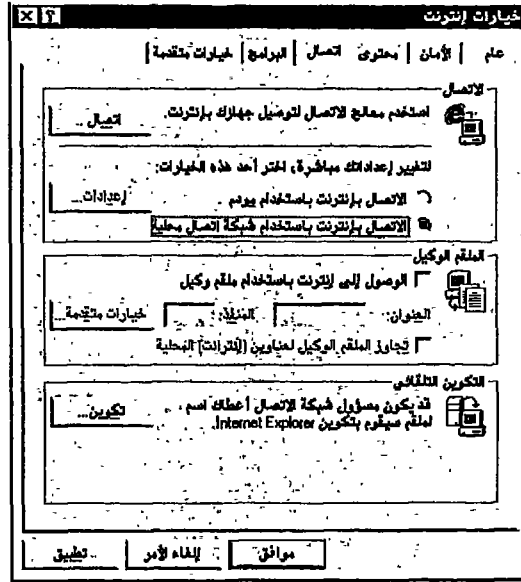 خيارات إنترنت
عام الأمان محتوى اتصال البرامج خيارات متقدمة
الاتصال
استخدم معالج الاتصال لتوصيل جهازك بإنترنت.
اتصال ...
لتغيير إعداداتك مباشرة، اختر أحد هذه الخيارات:
الاتصال بإنترنت باستخدام مودم
إعدادات...
الاتصال بإنترنت باستخدام شبكة اتصال محلية
الملقم الوكيل
الوصول إلى إنترنت باستخدام ملقم وكيل
العنوان: المنفذ: خيارات متقدمة...
تجاوز الملقم الوكيل لعناوين (إنترانت) المحلية
التكوين التلقائي
قد يكون مسؤول شبكة الاتصال أعطاك اسم
لملقم سيقوم بتكوين Internet Explorer.
تكوين...
موافق إلغاء الأمر تطبيق